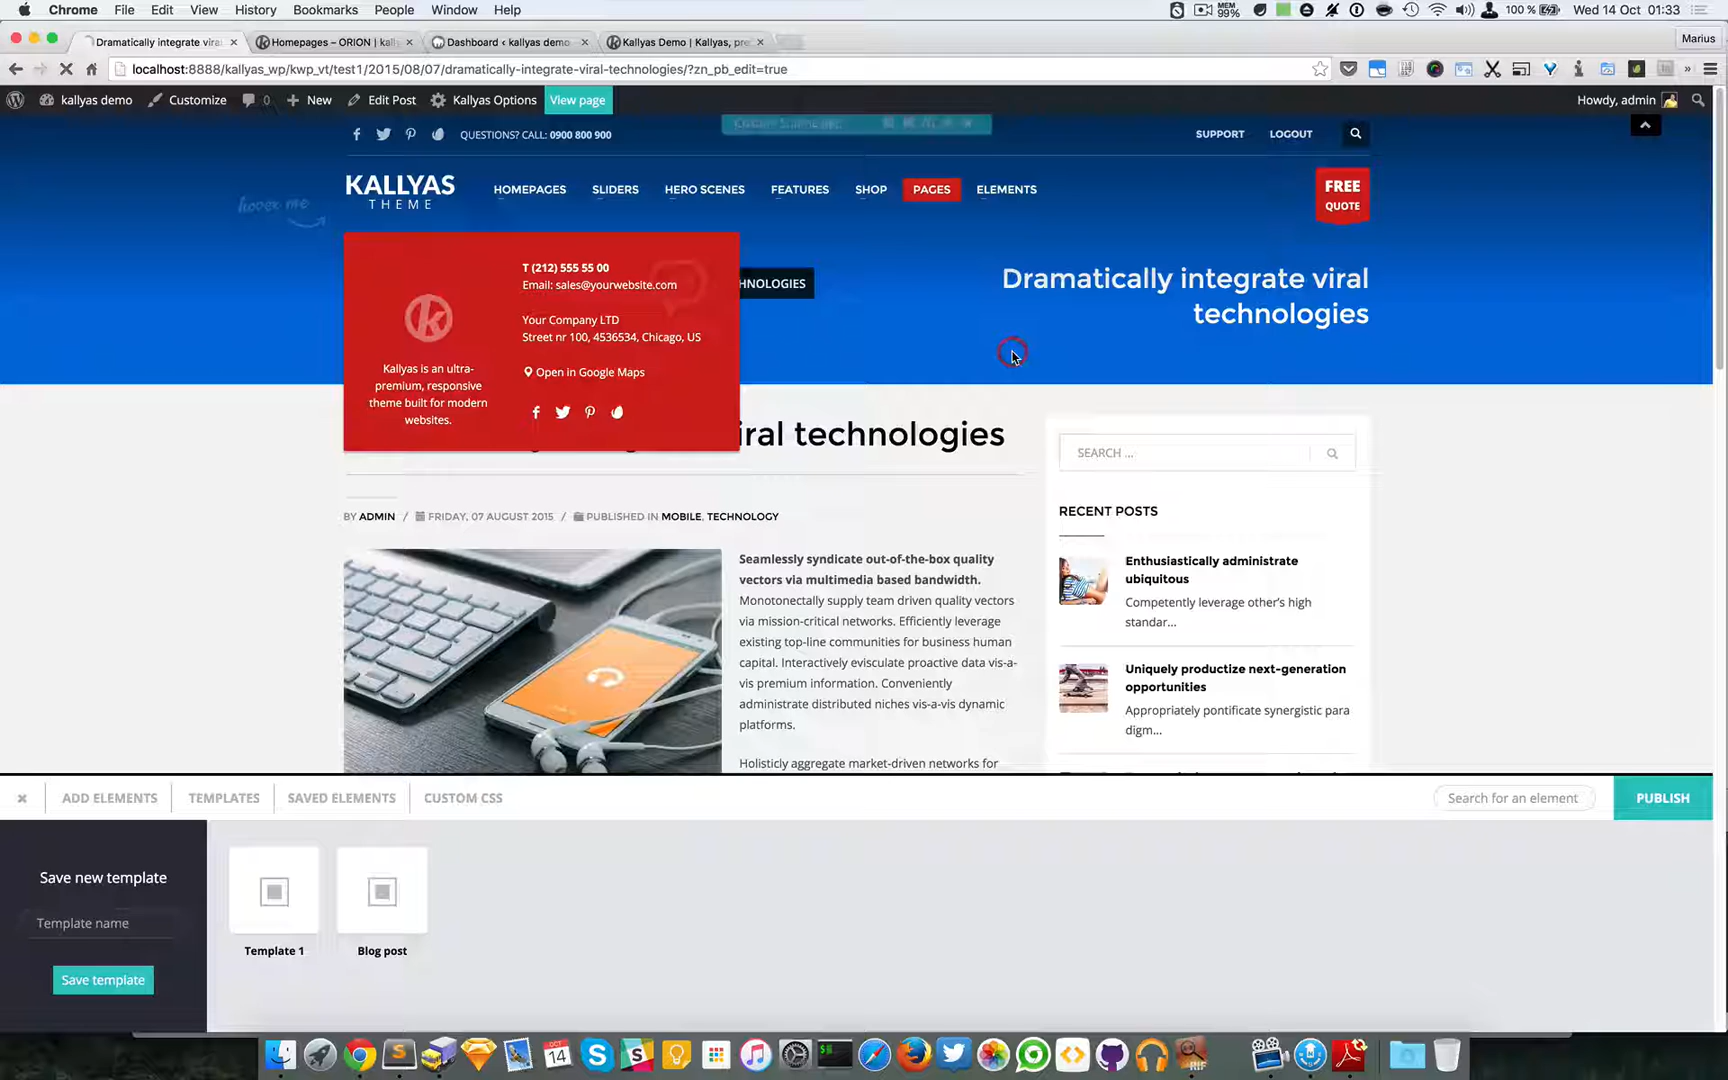 Chrome File Edit View History Bookmarks People Window Help MEM 99% 100 % Wed 14 Oct 01:33
Dramatically integrate vira Homepages – ORION | kall Dashboard ‹ kallyas demo Kallyas Demo | Kallyas, pre Marius
localhost:8888/kallyas_wp/kwp_vt/test1/2015/08/07/dramatically-integrate-viral-technologies/?zn_pb_edit=true
kallyas demo Customize 0 New Edit Post Kallyas Options View page Howdy, admin
QUESTIONS? CALL: 0900 800 900 SUPPORT LOGOUT
KALLYAS
THEME
HOMEPAGES SLIDERS HERO SCENES FEATURES SHOP PAGES ELEMENTS
FREE
QUOTE
hover me
T (212) 555 55 00
Email: sales@yourwebsite.com
Your Company LTD
Street nr 100, 4536534, Chicago, US
Open in Google Maps
Kallyas is an ultra-
premium, responsive
theme built for modern
websites.
HNOLOGIES
Dramatically integrate viral
technologies
iral technologies
BY ADMIN / FRIDAY, 07 AUGUST 2015 / PUBLISHED IN MOBILE, TECHNOLOGY
Seamlessly syndicate out-of-the-box quality
vectors via multimedia based bandwidth.
Monotonectally supply team driven quality vectors
via mission-critical networks. Efficiently leverage
existing top-line communities for business human
capital. Interactively evisculate proactive data vis-a-
vis premium information. Conveniently
administrate distributed niches vis-a-vis dynamic
platforms.
Holisticly aggregate market-driven networks for
SEARCH ...
RECENT POSTS
Enthusiastically administrate
ubiquitous
Competently leverage other's high
standar...
Uniquely productize next-generation
opportunities
Appropriately pontificate synergistic para
digm...
ADD ELEMENTS TEMPLATES SAVED ELEMENTS CUSTOM CSS Search for an element PUBLISH
Save new template
Template name
Save template
Template 1
Blog post
OCT
14